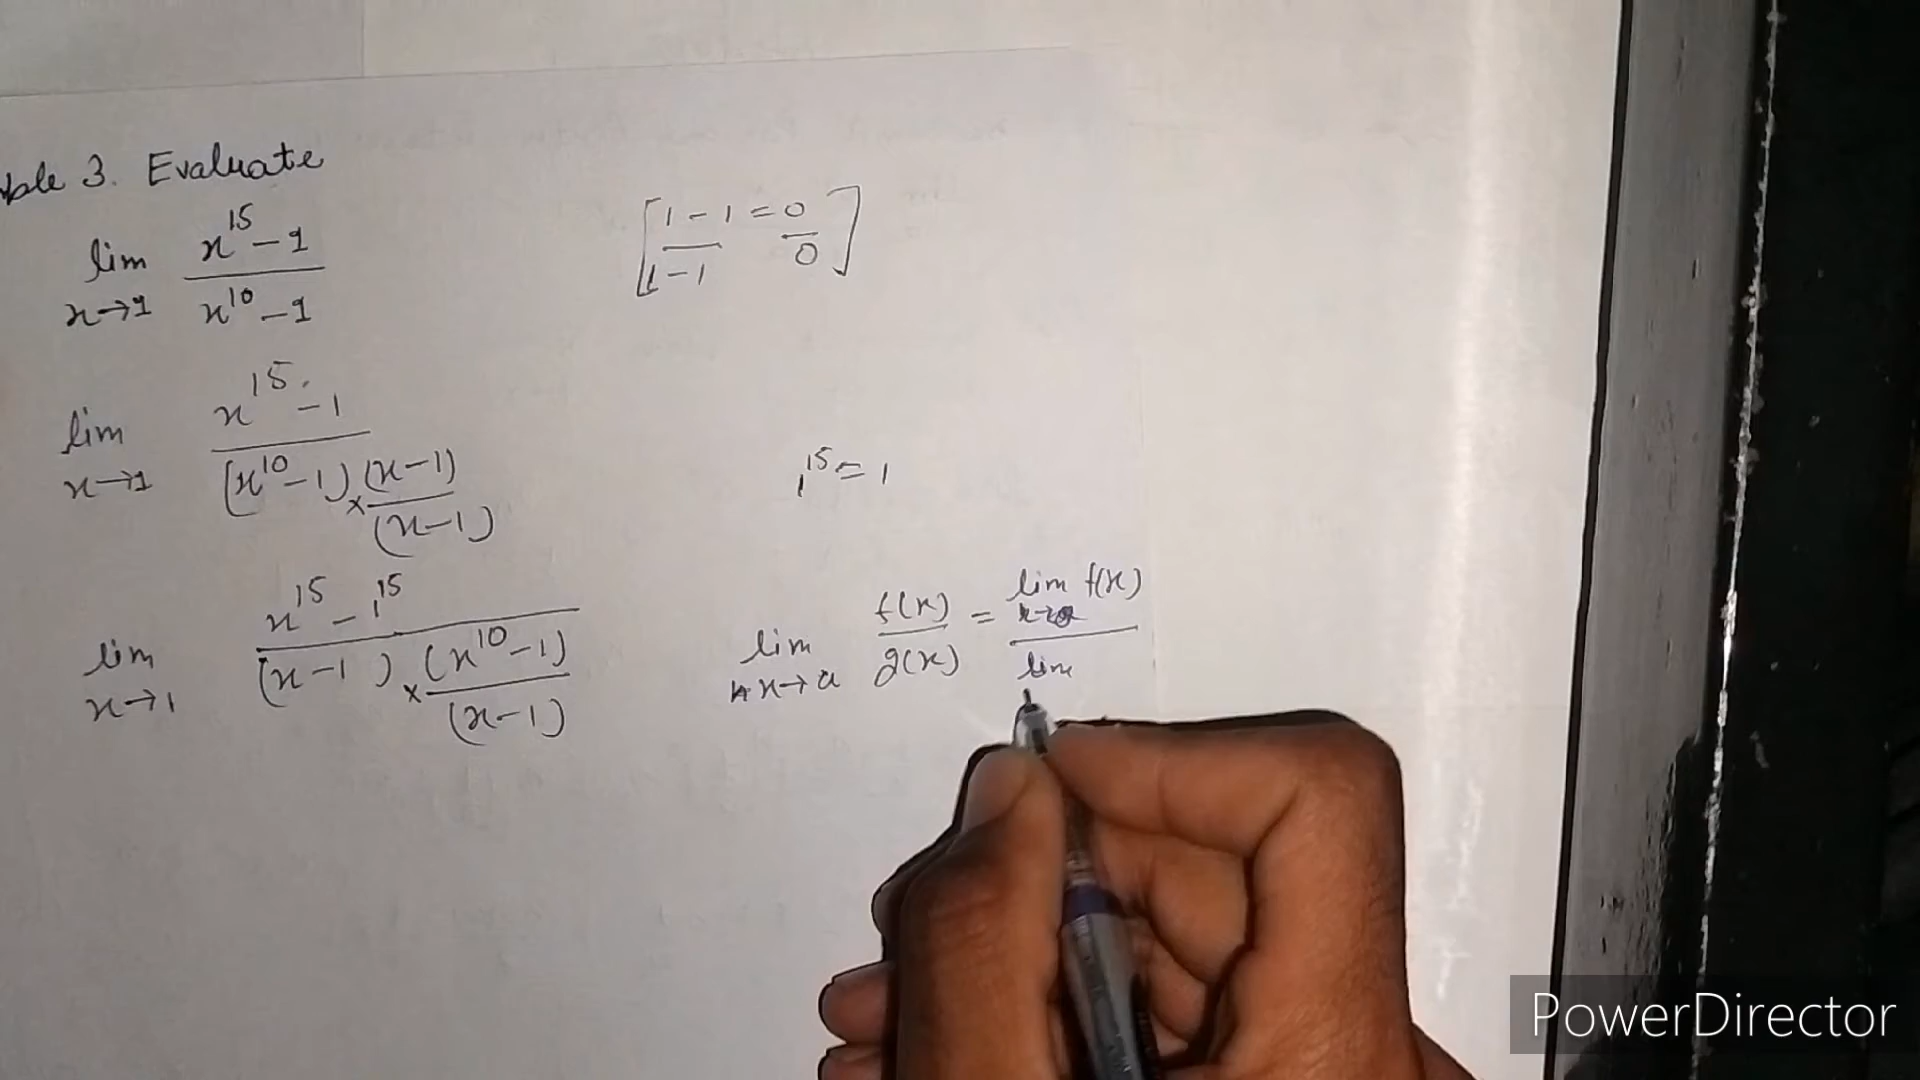 3. Evaluate
lim x→1 x^15 - 1 / x^10 - 1
[1 - 1 / 1 - 1 = 0 / 0]
lim x→1 x^15 - 1 / (x^10 - 1) × (x - 1) / (x - 1)
1^15 = 1
lim x→1 x^15 - 1^15 / (x - 1) × (x^10 - 1) / (x - 1)
lim x→a f(x) / g(x) = lim f(x) / lim
PowerDirector